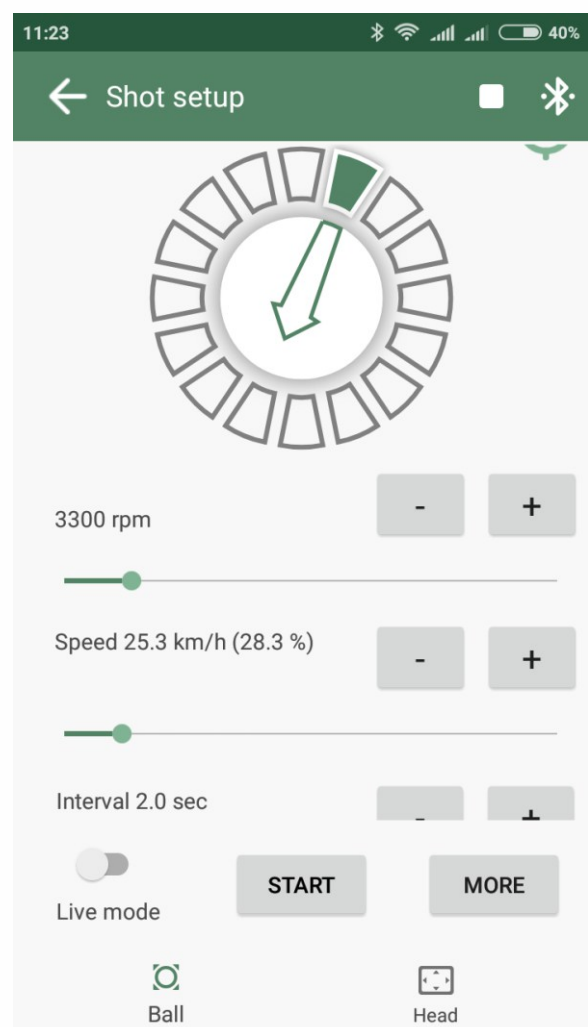 11:23
40%
Shot setup
3300 rpm
-
+
Speed 25.3 km/h (28.3 %)
-
+
Interval 2.0 sec
-
+
Live mode
START
MORE
Ball
Head